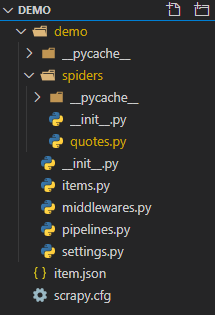 DEMO
demo
__pycache__
spiders
__pycache__
__init__.py
quotes.py
__init__.py
items.py
middlewares.py
pipelines.py
settings.py
{ } item.json
scrapy.cfg